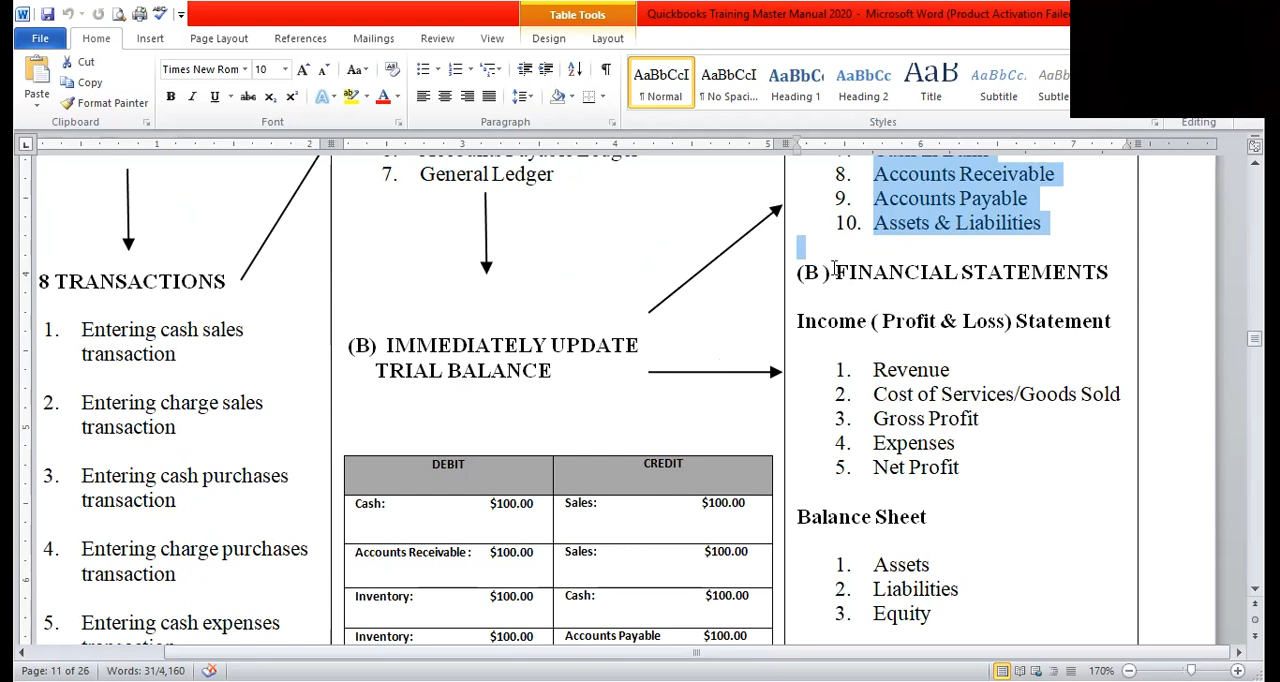 Table Tools
Quickbooks Training Master Manual 2020 - Microsoft Word (Product Activation Failed
File
Home
Insert
Page Layout
References
Mailings
Review
View
Design
Layout
Paste
Cut
Copy
Format Painter
Clipboard
Times New Rom
10
Font
Paragraph
AaBbCcI
¶ Normal
AaBbCcI
¶ No Spaci...
AaBbC
Heading 1
AaBbCc
Heading 2
AaB
Title
AaBbCcI
Subtitle
AaBbCc
Subtle
Styles
Editing
7. General Ledger
8. Accounts Receivable
9. Accounts Payable
10. Assets & Liabilities
8 TRANSACTIONS
1. Entering cash sales
transaction
2. Entering charge sales
transaction
3. Entering cash purchases
transaction
4. Entering charge purchases
transaction
5. Entering cash expenses
(B) IMMEDIATELY UPDATE
TRIAL BALANCE
DEBIT CREDIT
Cash: $100.00 Sales: $100.00
Accounts Receivable : $100.00 Sales: $100.00
Inventory: $100.00 Cash: $100.00
Inventory: $100.00 Accounts Payable $100.00
(B ) FINANCIAL STATEMENTS
Income ( Profit & Loss) Statement
1. Revenue
2. Cost of Services/Goods Sold
3. Gross Profit
4. Expenses
5. Net Profit
Balance Sheet
1. Assets
2. Liabilities
3. Equity
Page: 11 of 26
Words: 31/4,160
170%